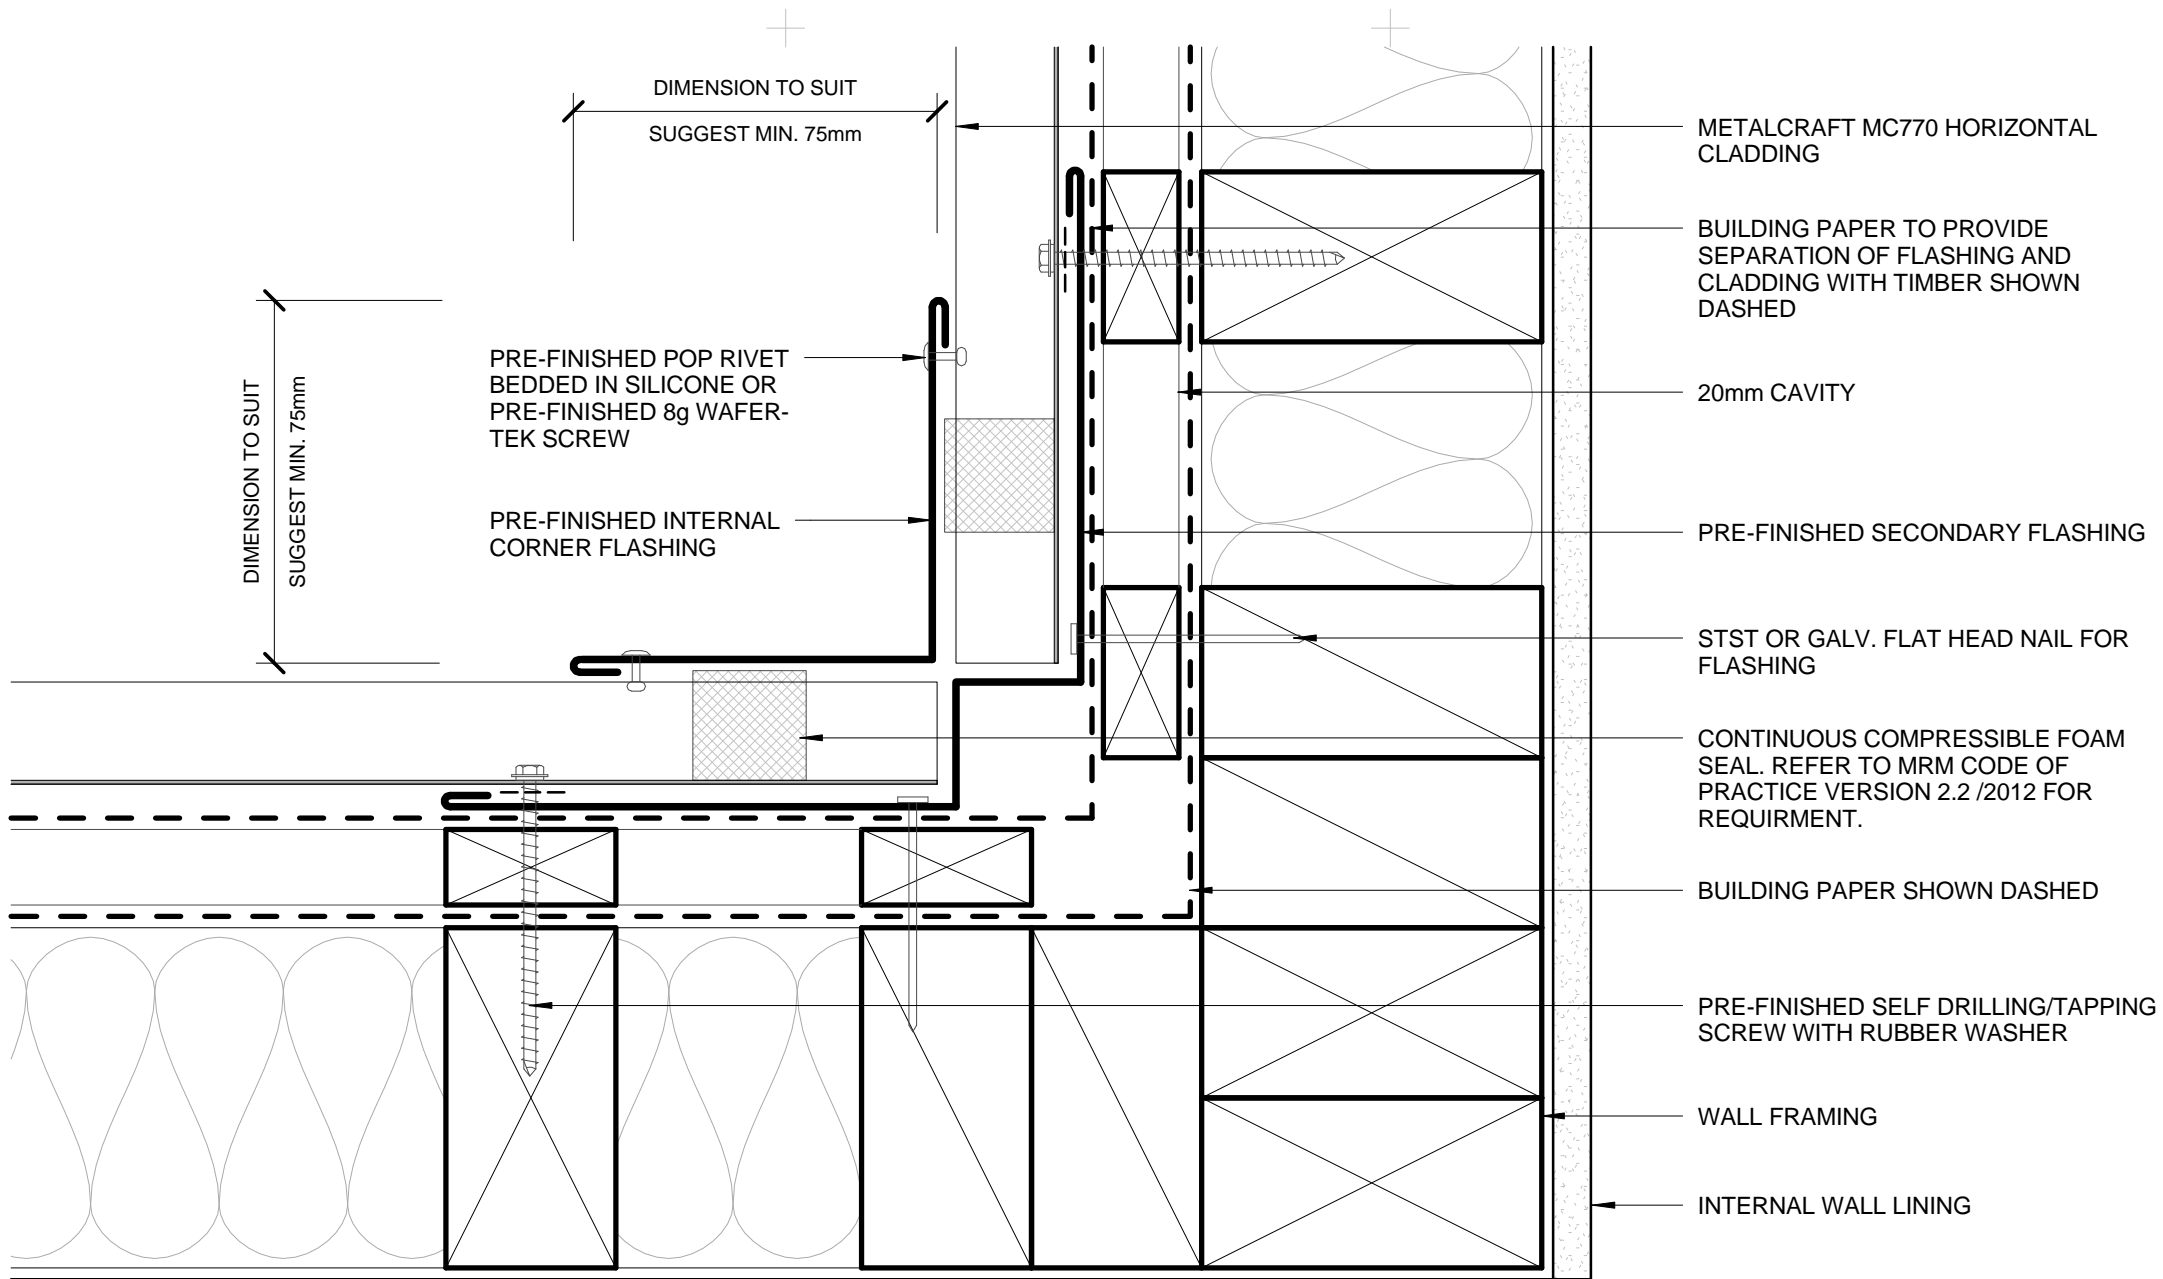 DIMENSION TO SUIT
SUGGEST MIN. 75mm
DIMENSION TO SUIT
SUGGEST MIN. 75mm
PRE-FINISHED POP RIVET
BEDDED IN SILICONE OR
PRE-FINISHED 8g WAFER-
TEK SCREW
PRE-FINISHED INTERNAL
CORNER FLASHING
METALCRAFT MC770 HORIZONTAL
CLADDING
BUILDING PAPER TO PROVIDE
SEPARATION OF FLASHING AND
CLADDING WITH TIMBER SHOWN
DASHED
20mm CAVITY
PRE-FINISHED SECONDARY FLASHING
STST OR GALV. FLAT HEAD NAIL FOR
FLASHING
CONTINUOUS COMPRESSIBLE FOAM
SEAL. REFER TO MRM CODE OF
PRACTICE VERSION 2.2 /2012 FOR
REQUIRMENT.
BUILDING PAPER SHOWN DASHED
PRE-FINISHED SELF DRILLING/TAPPING
SCREW WITH RUBBER WASHER
WALL FRAMING
INTERNAL WALL LINING